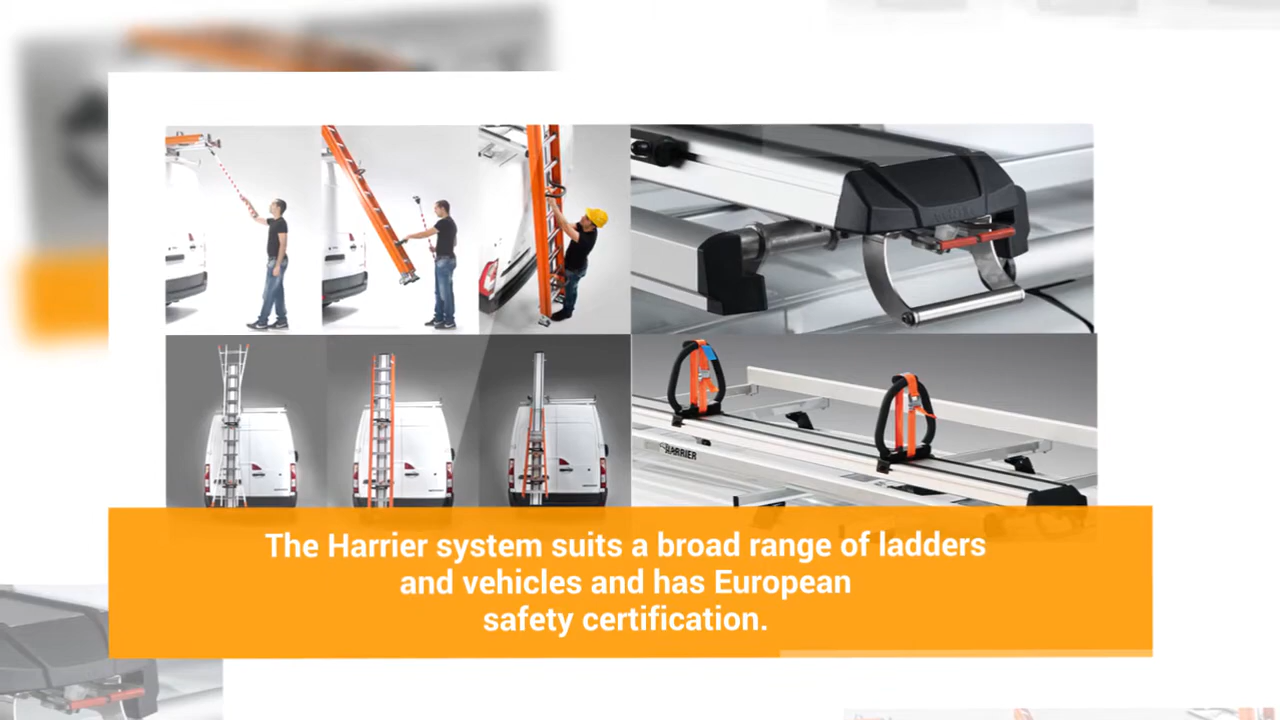 HARRIER
The Harrier system suits a broad range of ladders
and vehicles and has European
safety certification.